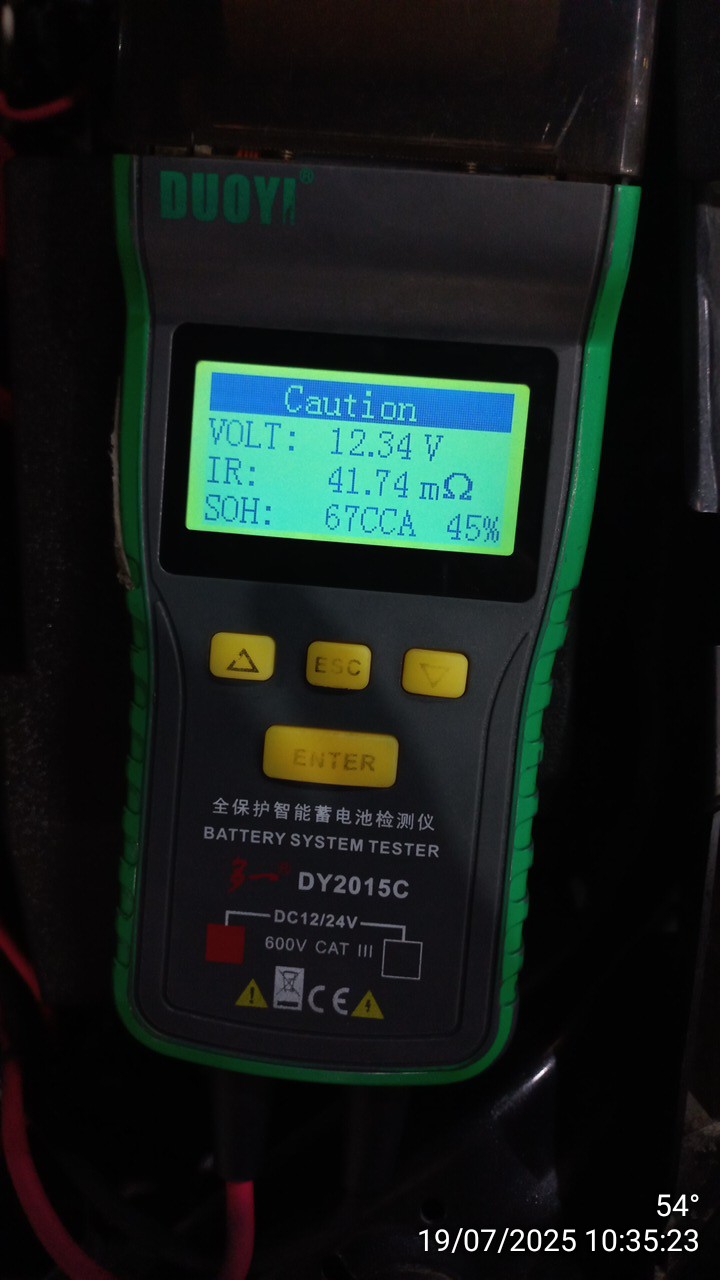 DUOYI®
Caution
VOLT: 12.34 V
IR: 41.74 mΩ
SOH: 67CCA 45%
ESC
ENTER
全保护智能蓄电池检测仪
BATTERY SYSTEM TESTER
多一® DY2015C
DC12/24V
600V CAT III
CE
54°
19/07/2025 10:35:23